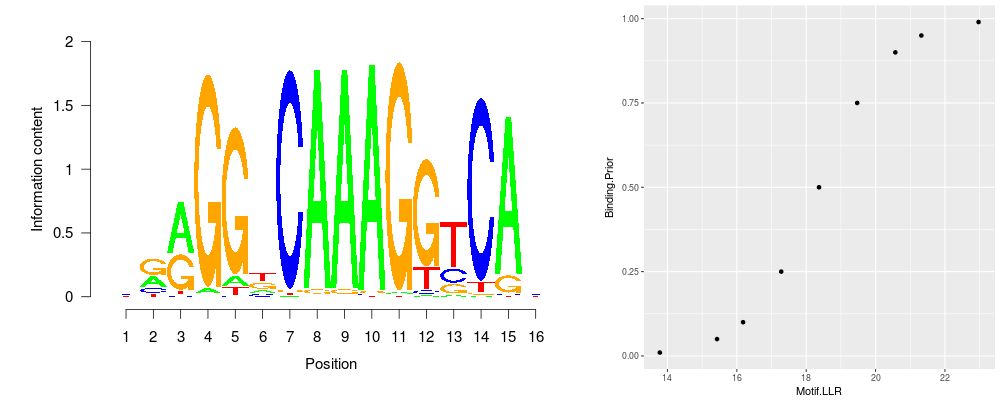 2
1.5
1
0.5
0
Information content
G A C T
A G
G A
G A T
T G A C
C
A G
A G
A
G
G T
T C G
C T
A G
1 2 3 4 5 6 7 8 9 10 11 12 13 14 15 16
Position
1.00
0.75
0.50
0.25
0.00
Binding.Prior
14 16 18 20 22
Motif.LLR